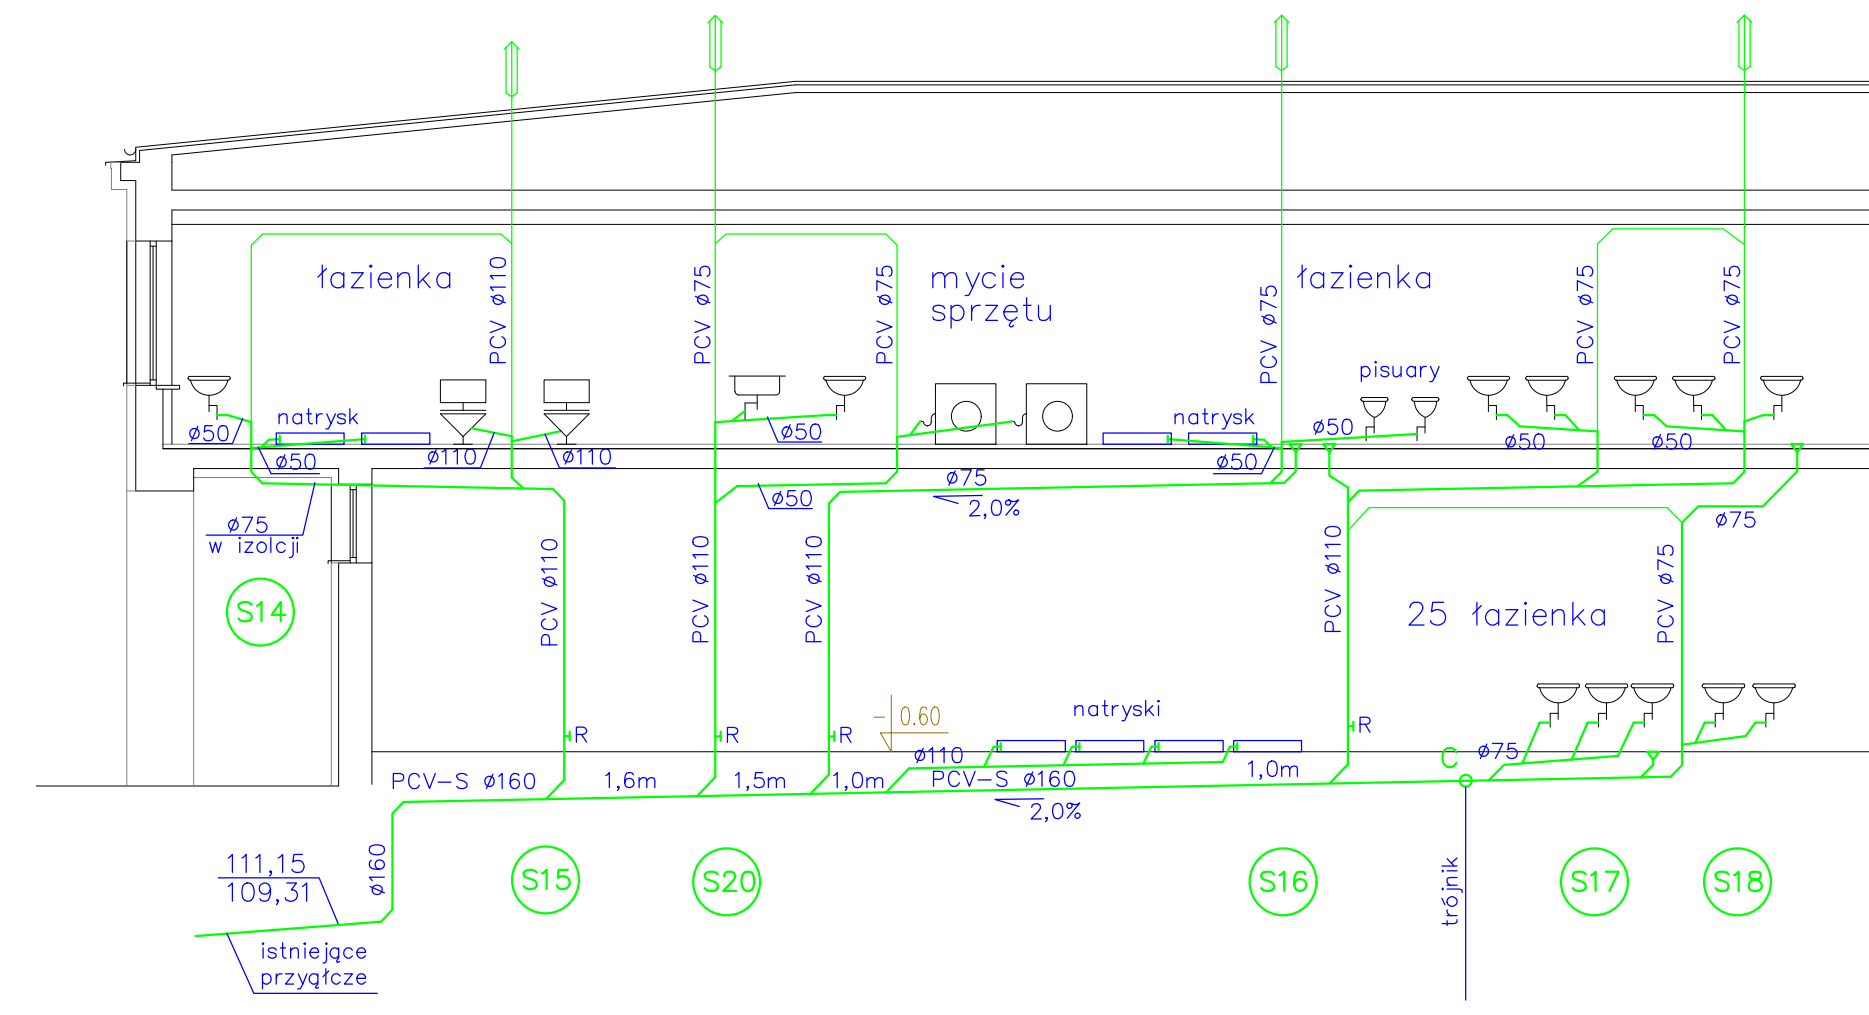 łazienka
PCV ø110
PCV ø75
PCV ø75
mycie
sprzętu
PCV ø75
łazienka
PCV ø75
PCV ø75
pisuary
natrysk
natrysk
ø50
ø50
ø50
ø50
ø50
ø110
ø110
ø50
ø50
ø75
ø50
2,0%
ø75
ø75
w izolcji
PCV ø110
PCV ø110
PCV ø110
PCV ø110
PCV ø75
S14
25 łazienka
- 0.60
natryski
R
R
R
R
ø110
ø75
C
PCV-S ø160
1,6m
1,5m
1,0m
PCV-S ø160
1,0m
2,0%
111,15
109,31
ø160
S15
S20
S16
S17
S18
trójnik
istniejące
przyąłcze